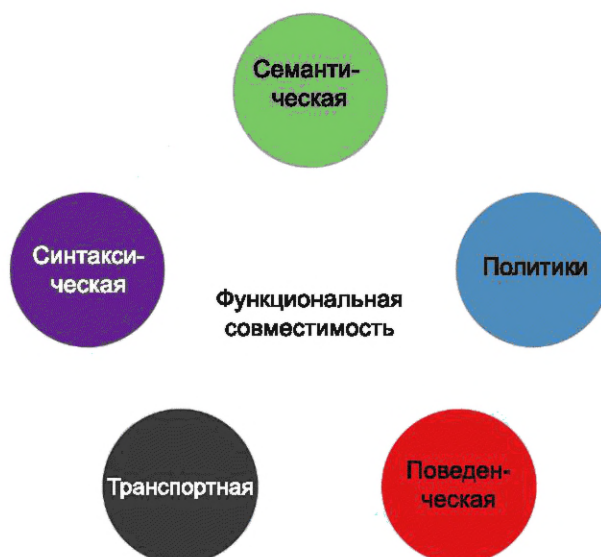 Семанти-
ческая
Синтакси-
ческая
Политики
Функциональная
совместимость
Транспортная
Поведен-
ческая